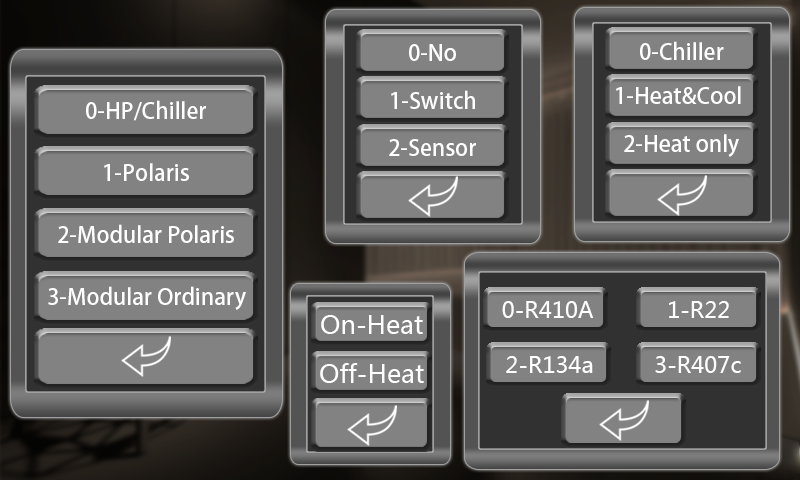 0-HP/Chiller
1-Polaris
2-Modular Polaris
3-Modular Ordinary
0-No
1-Switch
2-Sensor
0-Chiller
1-Heat&Cool
2-Heat only
On-Heat
Off-Heat
0-R410A
1-R22
2-R134a
3-R407c